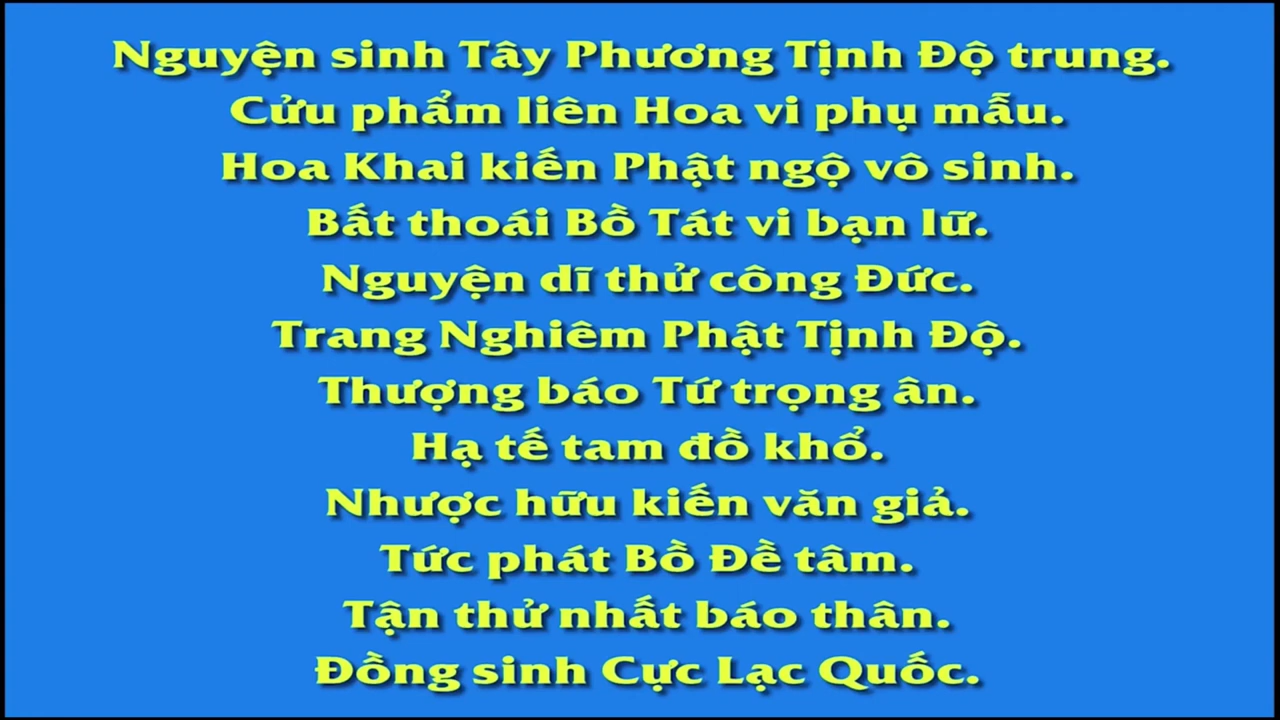 Nguyện sinh Tây Phương Tịnh Độ trung.
Cửu phẩm liên Hoa vi phụ mẫu.
Hoa Khai kiến Phật ngộ vô sinh.
Bất thoái Bồ Tát vi bạn lữ.
Nguyện dĩ thử công Đức.
Trang Nghiêm Phật Tịnh Độ.
Thượng báo Tứ trọng ân.
Hạ tế tam đồ khổ.
Nhược hữu kiến văn giả.
Tức phát Bồ Đề tâm.
Tận thử nhất báo thân.
Đồng sinh Cực Lạc Quốc.